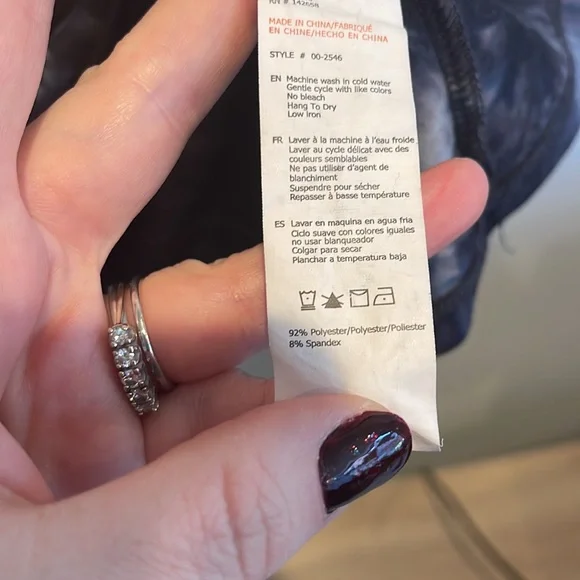 MADE IN CHINA/FABRIQUÉ
EN CHINE/HECHO EN CHINA
STYLE # 00-2546
EN Machine wash in cold water
Gentle cycle with like colors
No bleach
Hang To Dry
Low iron
FR Laver à la machine à l'eau froide
Laver au cycle délicat avec des
couleurs semblables
Ne pas utiliser d'agent de
blanchiment
Suspendre pour sécher
Repasser à basse température
ES Lavar en maquina en agua fria
Ciclo suave con colores iguales
no usar blanqueador
Colgar para secar
Planchar a temperatura baja
92% Polyester/Polyester/Poliester
8% Spandex